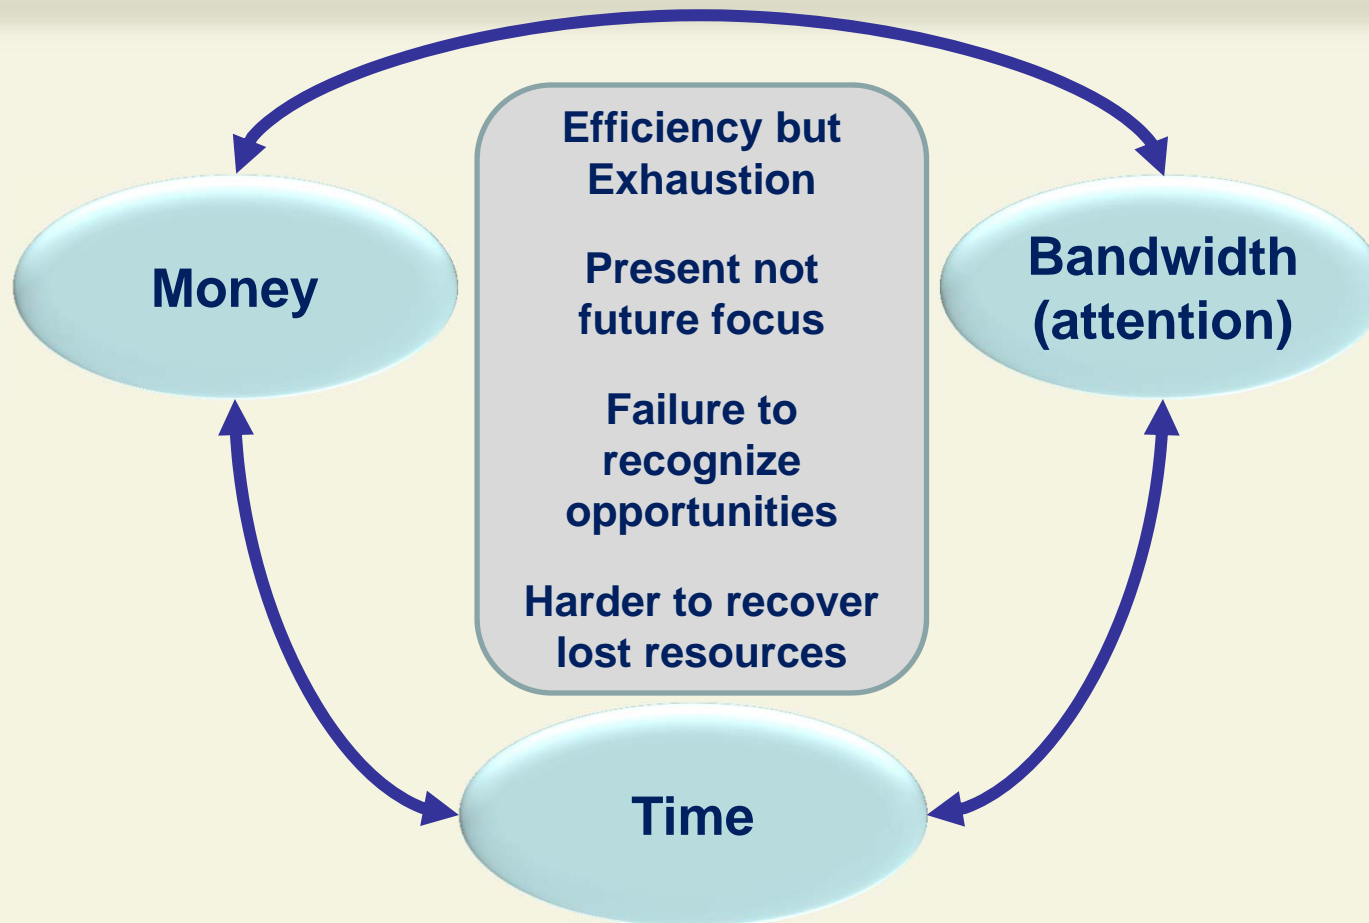 Efficiency but
Exhaustion
Present not
future focus
Failure to
recognize
opportunities
Harder to recover
lost resources
Money
Bandwidth
(attention)
Time